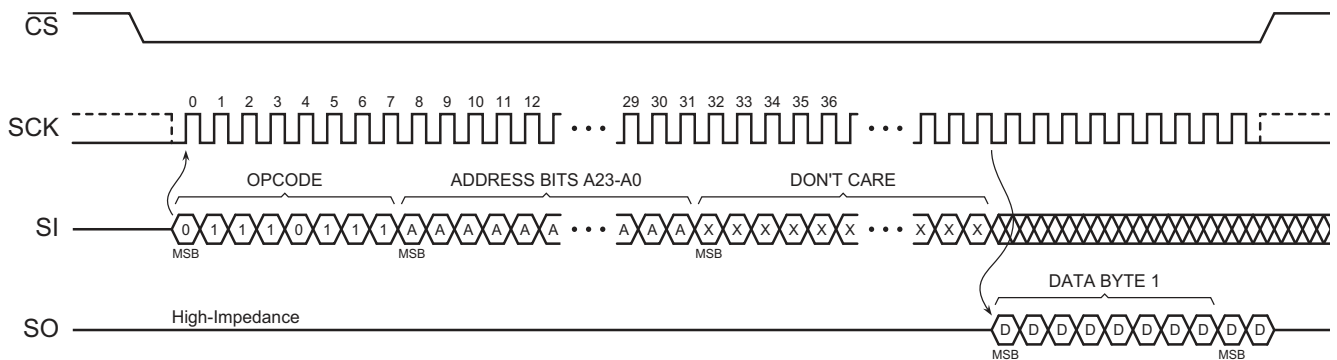 CS
0 1 2 3 4 5 6 7 8 9 10 11 12 29 30 31 32 33 34 35 36
SCK
OPCODE ADDRESS BITS A23-A0 DON'T CARE
SI 0 1 1 1 0 1 1 1 A A A A A A A A A X X X X X X X X X
MSB MSB MSB
DATA BYTE 1
High-Impedance
SO D D D D D D D D D D
MSB MSB